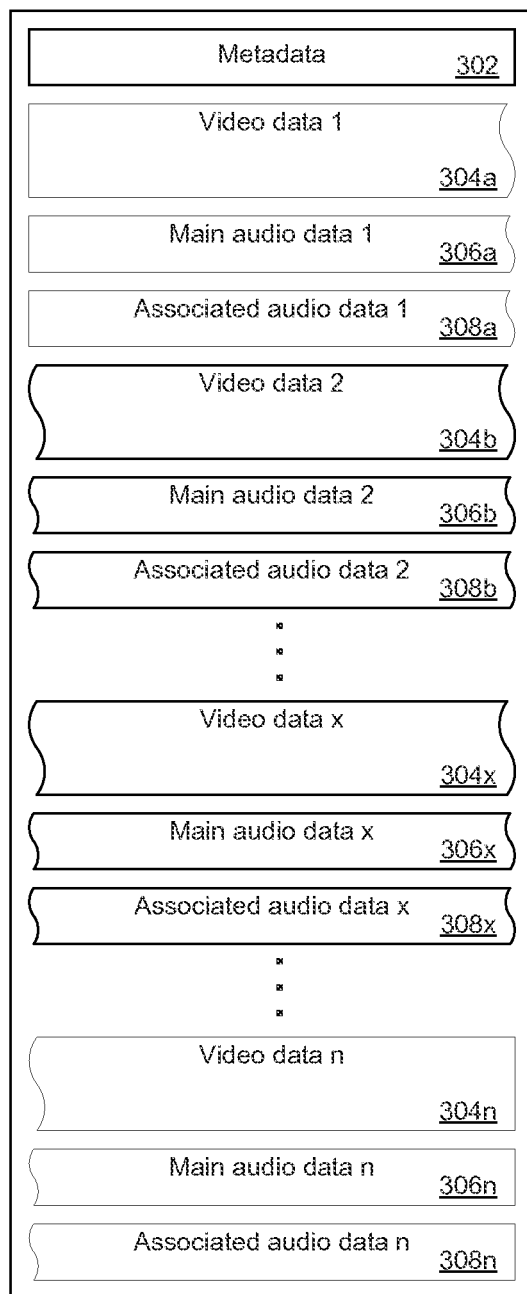 Metadata
302
Video data 1
304a
Main audio data 1
306a
Associated audio data 1
308a
Video data 2
304b
Main audio data 2
306b
Associated audio data 2
308b
Video data x
304x
Main audio data x
306x
Associated audio data x
308x
Video data n
304n
Main audio data n
306n
Associated audio data n
308n